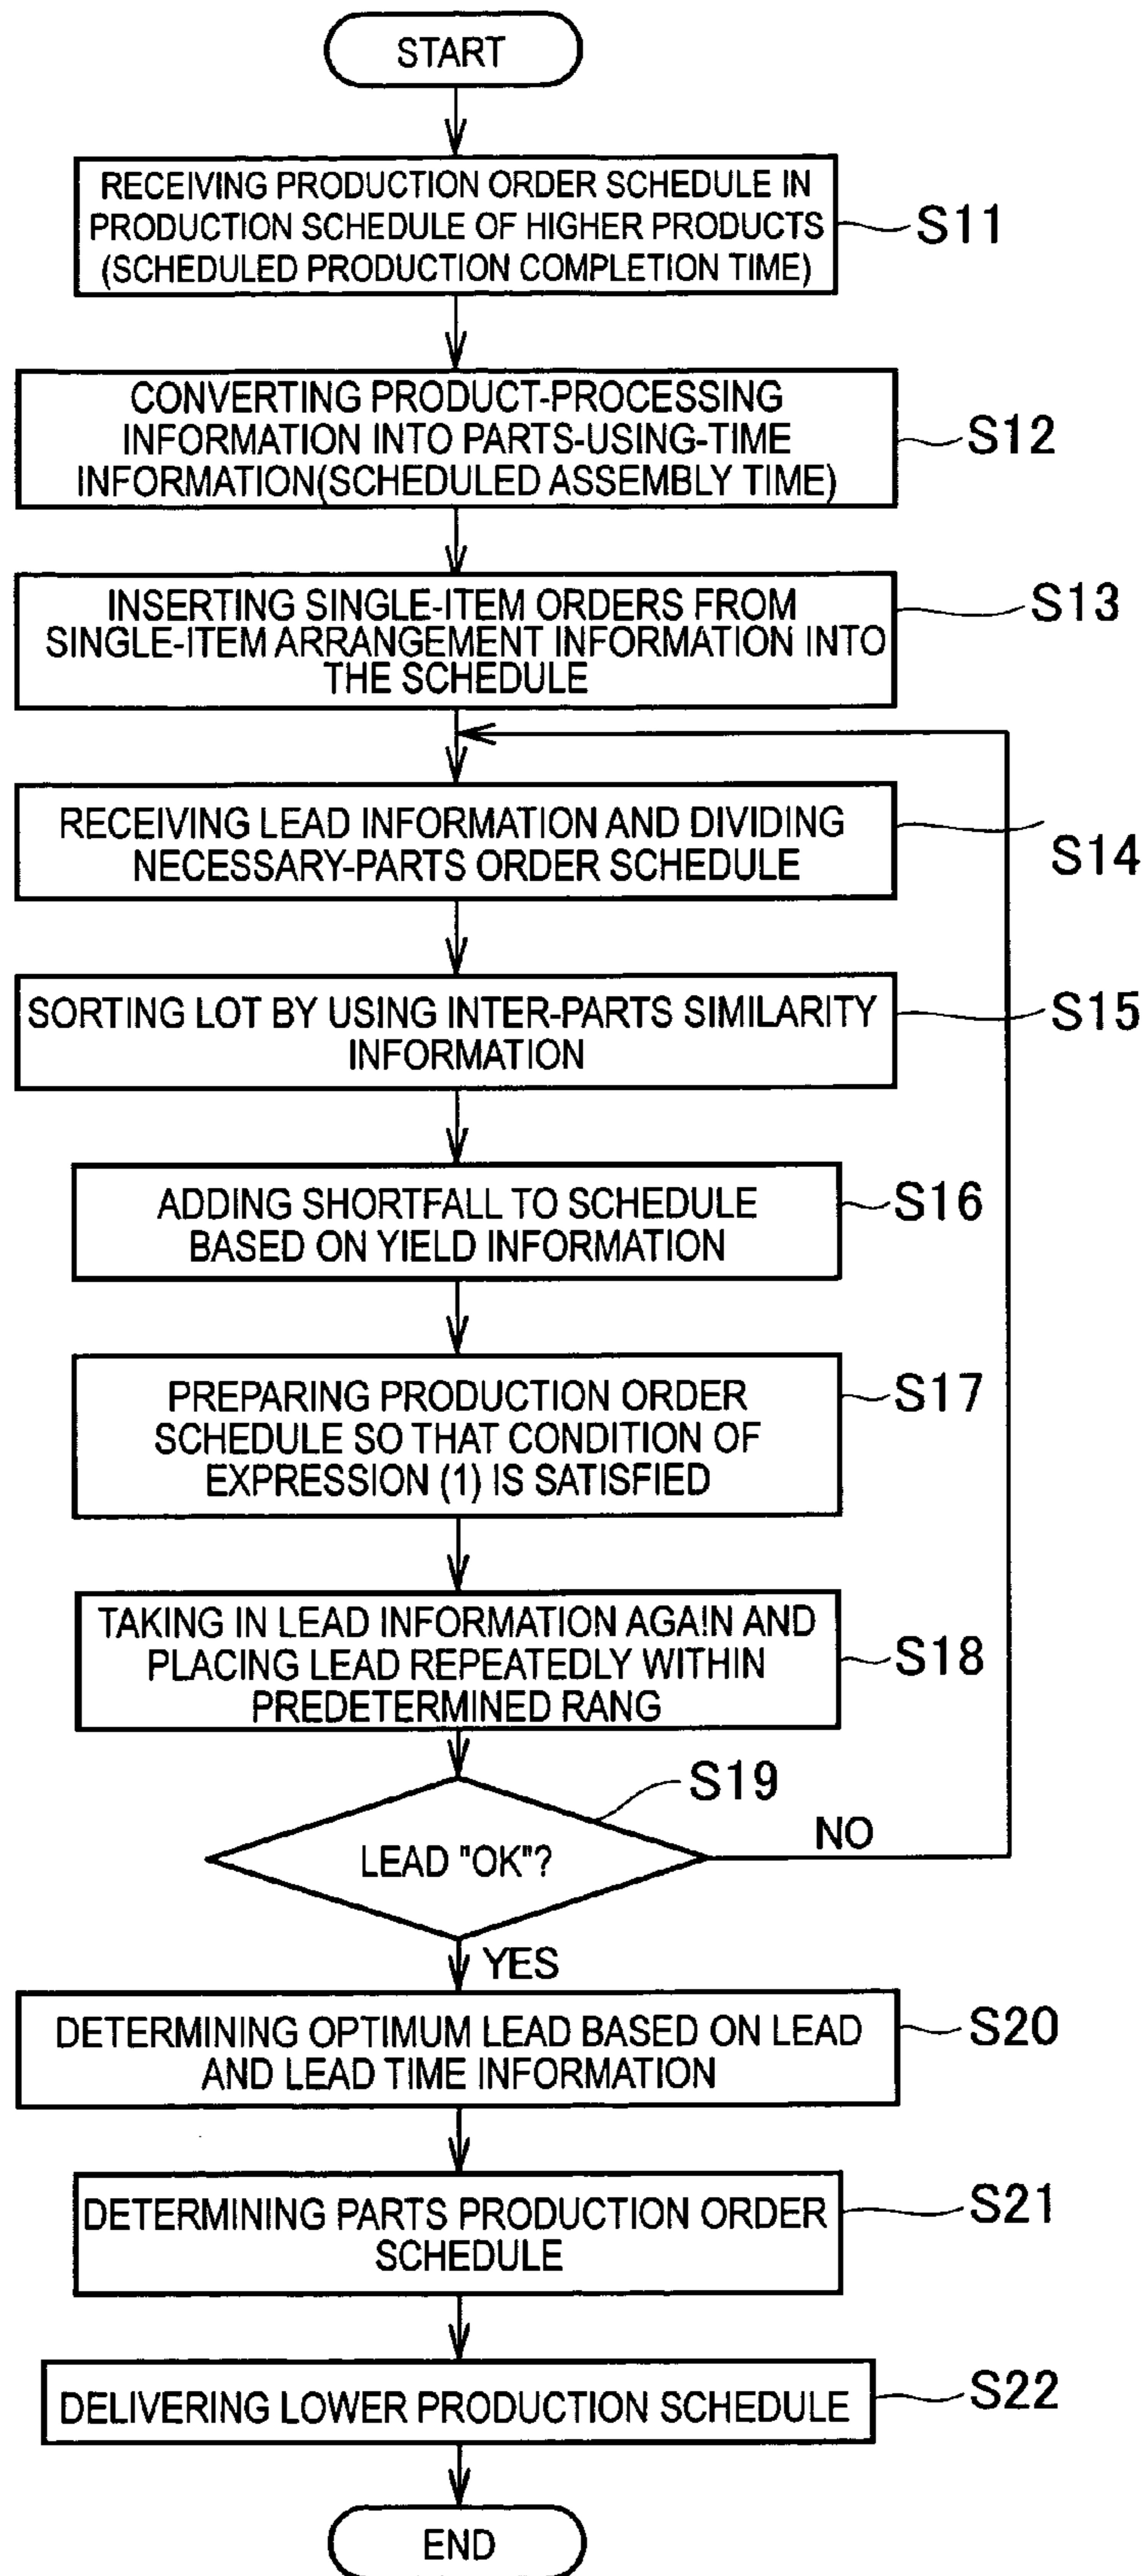 START
RECEIVING PRODUCTION ORDER SCHEDULE IN
PRODUCTION SCHEDULE OF HIGHER PRODUCTS
(SCHEDULED PRODUCTION COMPLETION TIME)
S11
CONVERTING PRODUCT-PROCESSING
INFORMATION INTO PARTS-USING-TIME
INFORMATION(SCHEDULED ASSEMBLY TIME)
S12
INSERTING SINGLE-ITEM ORDERS FROM
SINGLE-ITEM ARRANGEMENT INFORMATION INTO
THE SCHEDULE
S13
RECEIVING LEAD INFORMATION AND DIVIDING
NECESSARY-PARTS ORDER SCHEDULE
S14
SORTING LOT BY USING INTER-PARTS SIMILARITY
INFORMATION
S15
ADDING SHORTFALL TO SCHEDULE
BASED ON YIELD INFORMATION
S16
PREPARING PRODUCTION ORDER
SCHEDULE SO THAT CONDITION OF
EXPRESSION (1) IS SATISFIED
S17
TAKING IN LEAD INFORMATION AGAIN AND
PLACING LEAD REPEATEDLY WITHIN
PREDETERMINED RANG
S18
S19
LEAD "OK"?
NO
YES
DETERMINING OPTIMUM LEAD BASED ON LEAD
AND LEAD TIME INFORMATION
S20
DETERMINING PARTS PRODUCTION ORDER
SCHEDULE
S21
DELIVERING LOWER PRODUCTION SCHEDULE
S22
END